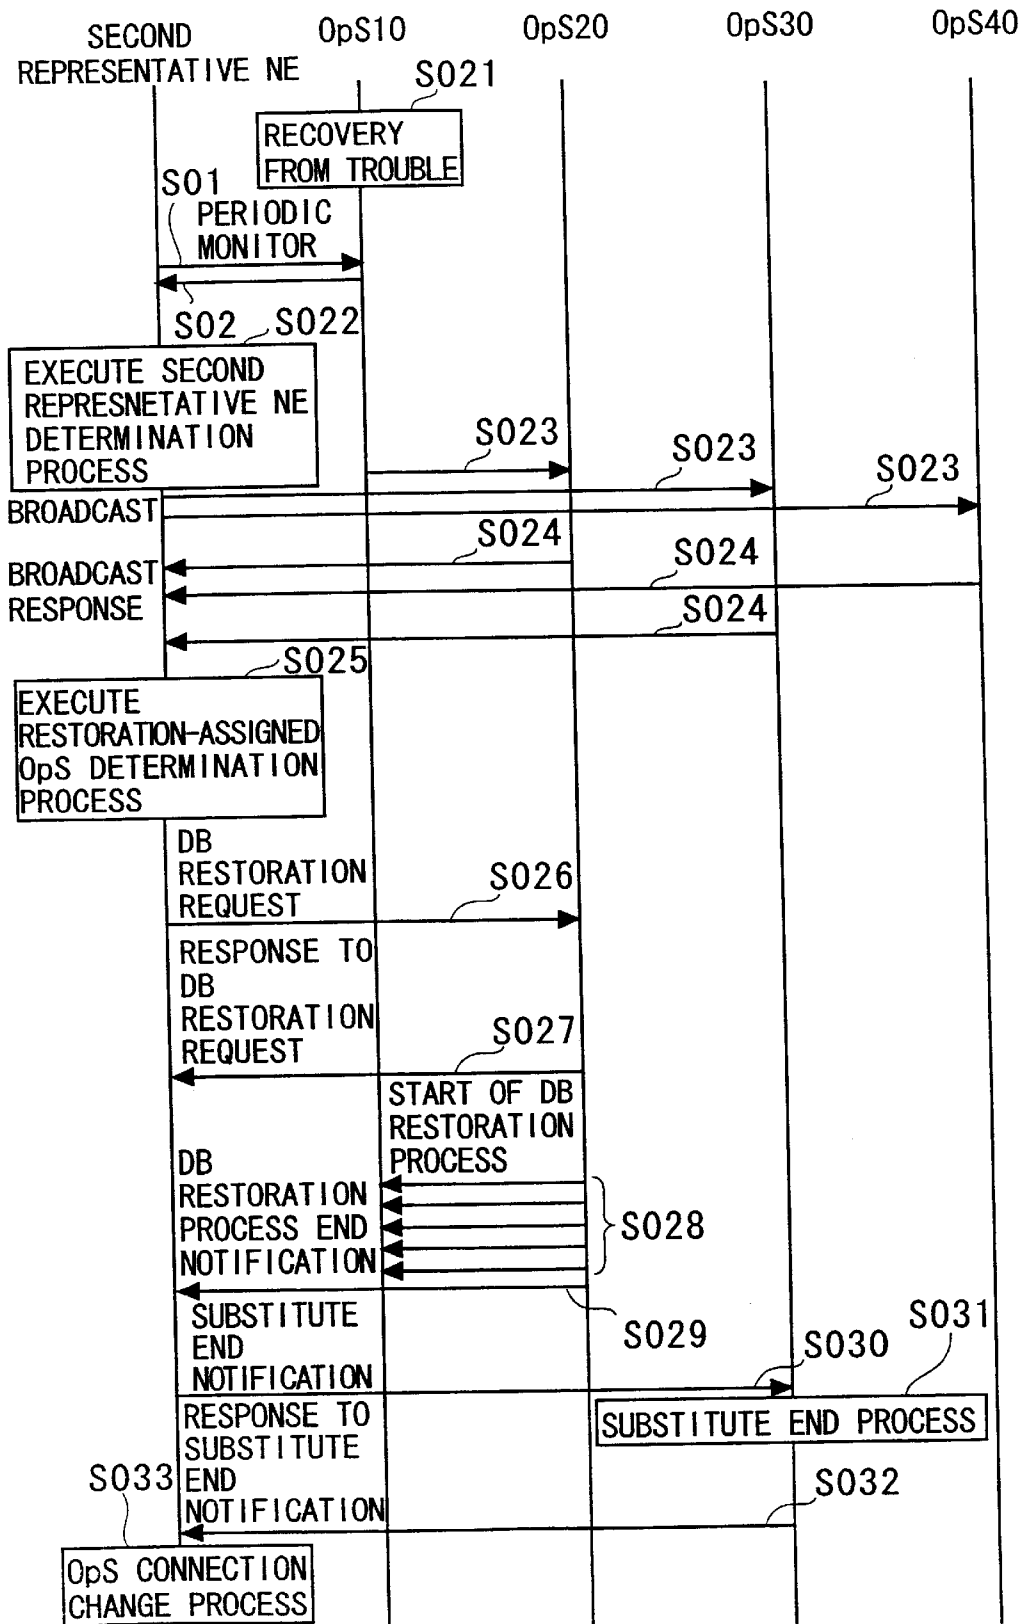 SECOND
REPRESENTATIVE NE
OpS10
OpS20
OpS30
OpS40
S021
RECOVERY
FROM TROUBLE
S01
PERIODIC
MONITOR
S02
S022
EXECUTE SECOND
REPRESNETATIVE NE
DETERMINATION
PROCESS
S023
S023
S023
BROADCAST
S024
BROADCAST
RESPONSE
S024
S024
S025
EXECUTE
RESTORATION-ASSIGNED
OpS DETERMINATION
PROCESS
DB
RESTORATION
REQUEST
S026
RESPONSE TO
DB
RESTORATION
REQUEST
S027
START OF DB
RESTORATION
PROCESS
DB
RESTORATION
PROCESS END
NOTIFICATION
S028
S029
SUBSTITUTE
END
NOTIFICATION
S030
S031
SUBSTITUTE END PROCESS
RESPONSE TO
SUBSTITUTE
END
NOTIFICATION
S032
S033
OpS CONNECTION
CHANGE PROCESS